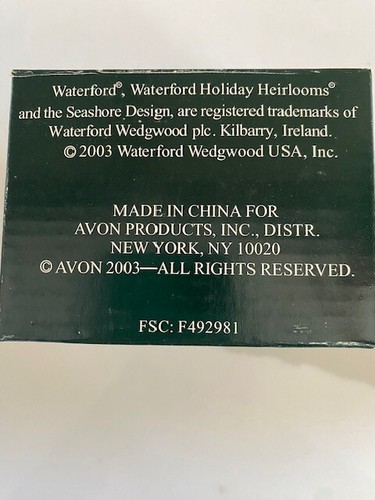 Waterford®, Waterford Holiday Heirlooms®
and the Seashore Design, are registered trademarks of
Waterford Wedgwood plc. Kilbarry, Ireland.
© 2003 Waterford Wedgwood USA, Inc.
MADE IN CHINA FOR
AVON PRODUCTS, INC., DISTR.
NEW YORK, NY 10020
© AVON 2003—ALL RIGHTS RESERVED.
FSC: F492981